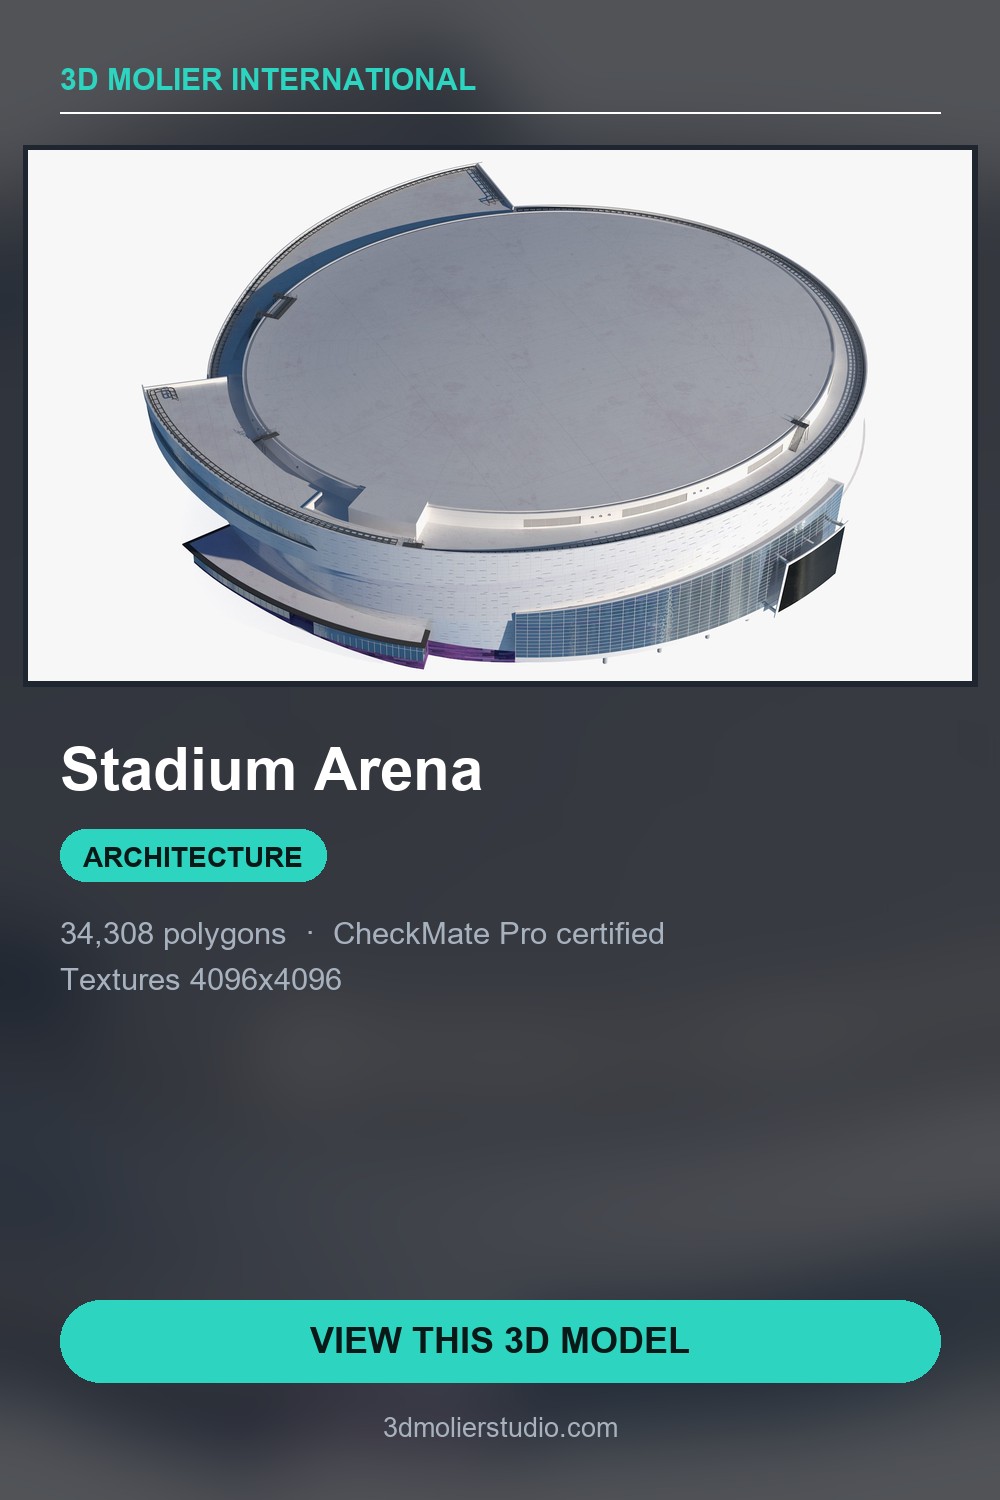 3D MOLIER INTERNATIONAL
Stadium Arena
ARCHITECTURE
34,308 polygons · CheckMate Pro certified
Textures 4096x4096
VIEW THIS 3D MODEL
3dmolierstudio.com